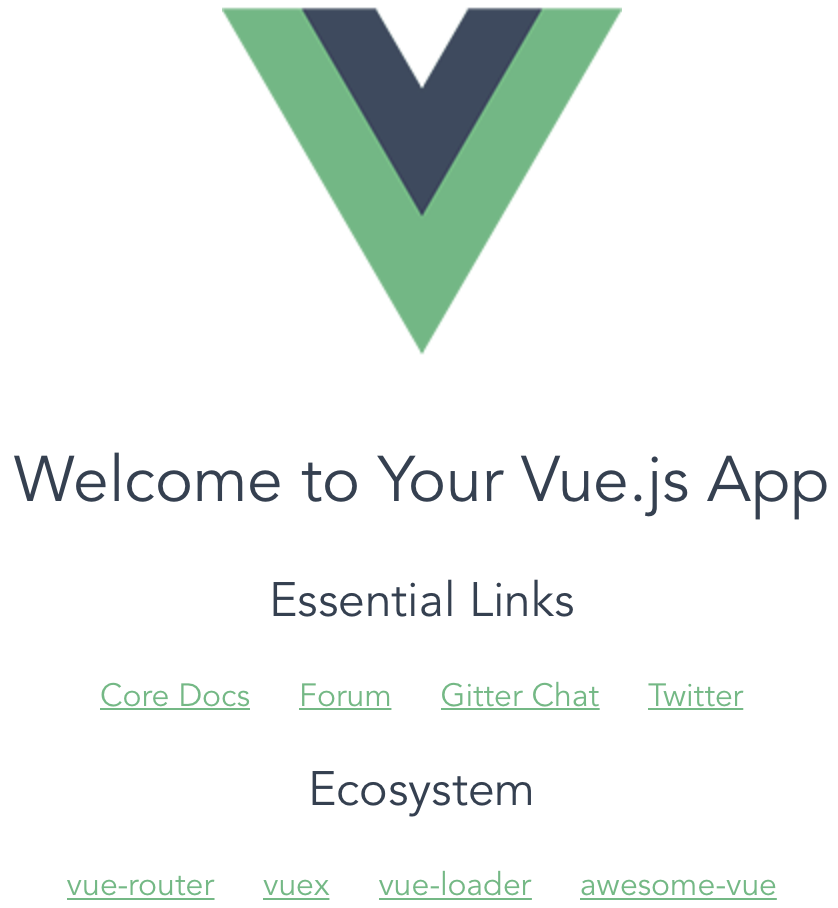 Welcome to Your Vue.js App
Essential Links
Core Docs Forum Gitter Chat Twitter
Ecosystem
vue-router vuex vue-loader awesome-vue